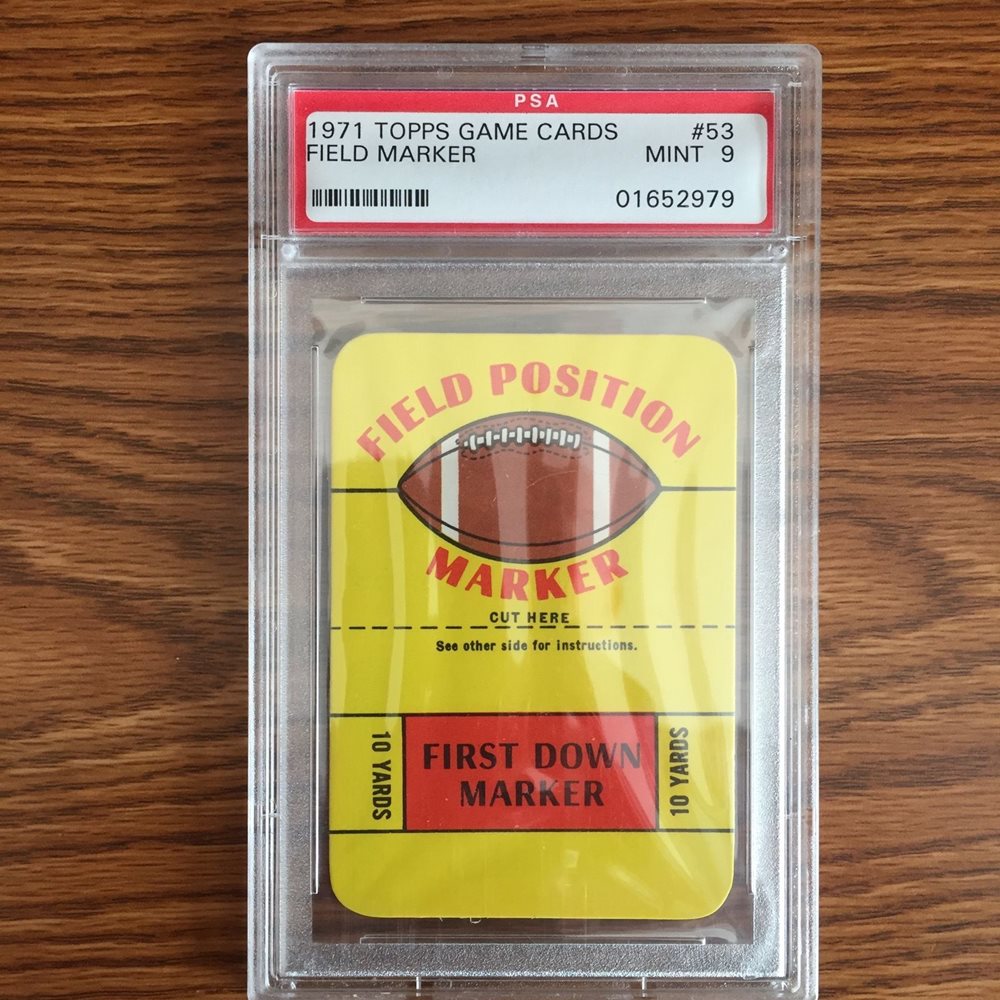 PSA
1971 TOPPS GAME CARDS #53
FIELD MARKER MINT 9
01652979
FIELD POSITION
MARKER
CUT HERE
See other side for instructions.
10 YARDS
FIRST DOWN
MARKER
10 YARDS